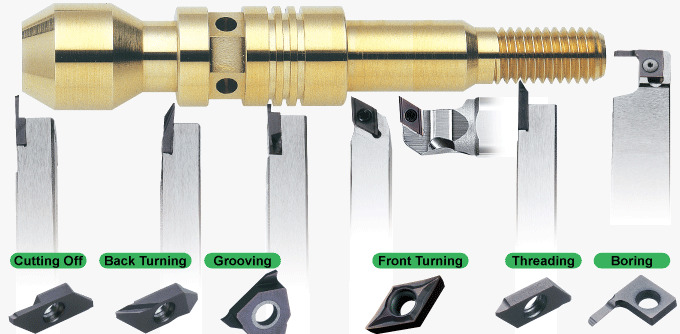 Cutting Off
Back Turning
Grooving
Front Turning
Threading
Boring